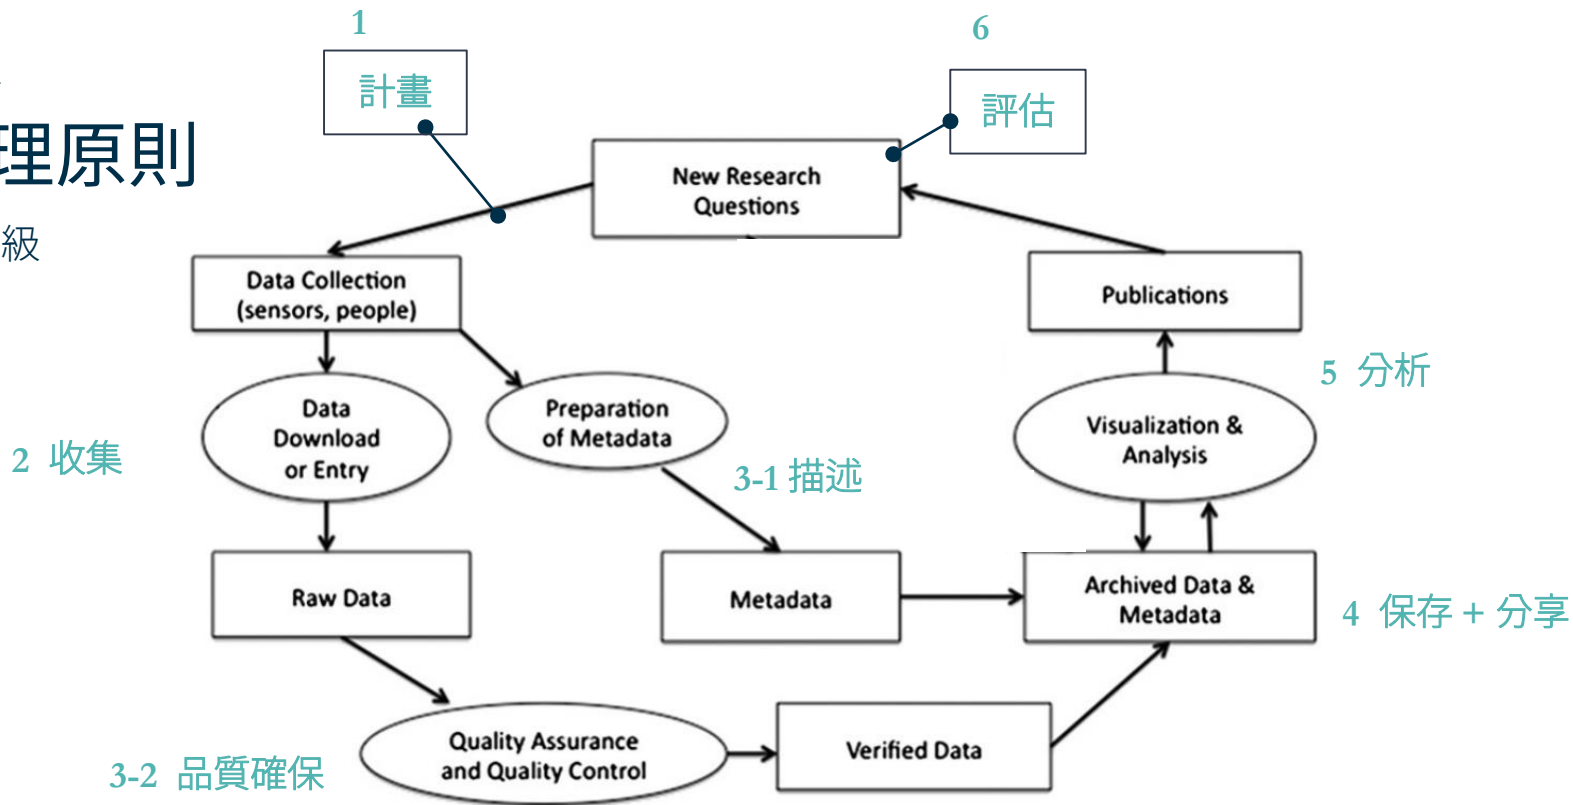 1
計畫
6
評估
理原則
級
New Research
Questions
Data Collection
(sensors, people)
Publications
5 分析
Data
Download
or Entry
Preparation
of Metadata
Visualization &
Analysis
2 收集
3-1 描述
Raw Data
Metadata
Archived Data &
Metadata
4 保存 + 分享
Quality Assurance
and Quality Control
Verified Data
3-2 品質確保